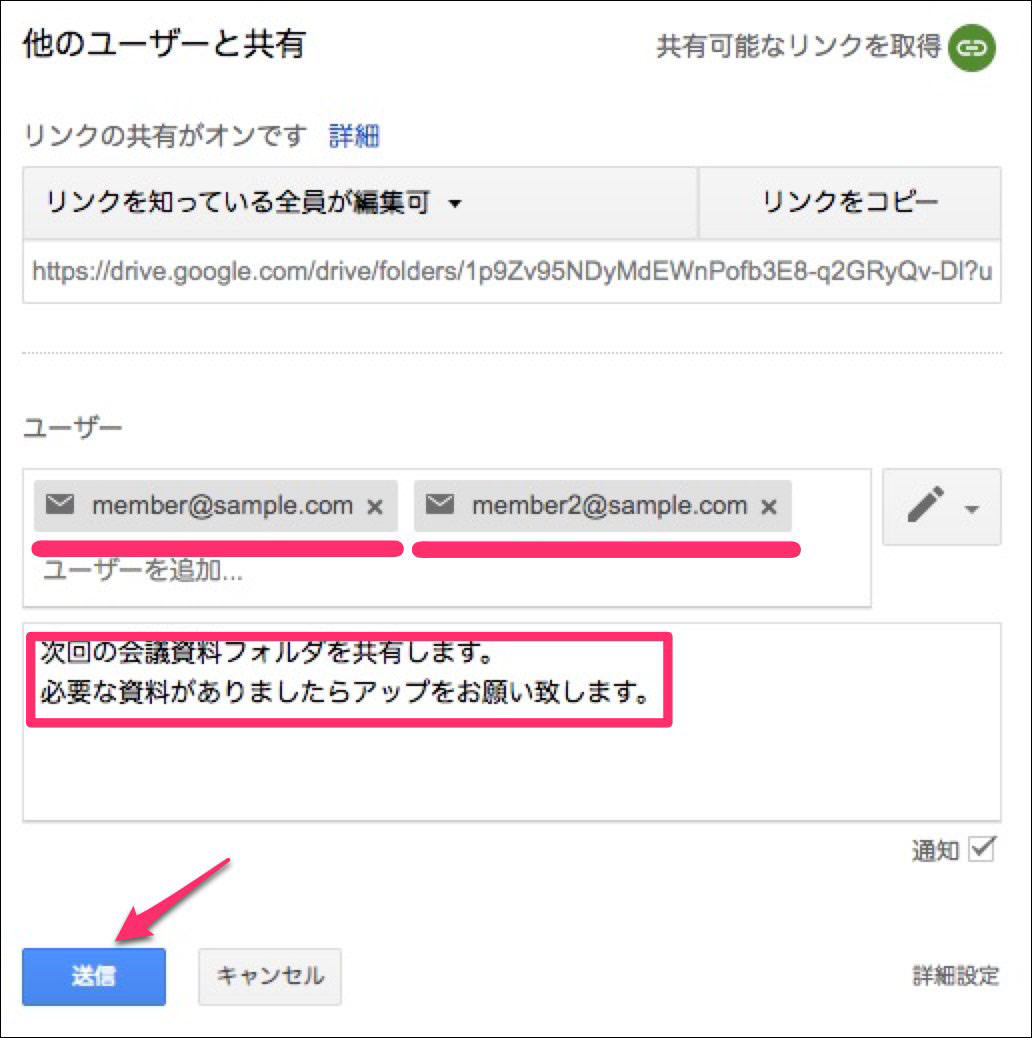 他のユーザーと共有
共有可能なリンクを取得
リンクの共有がオンです 詳細
リンクを知っている全員が編集可
リンクをコピー
https://drive.google.com/drive/folders/1p9Zv95NDyMdEWnPofb3E8-q2GRyQv-Dl?u
ユーザー
member@sample.com × member2@sample.com ×
ユーザーを追加...
次回の会議資料フォルダを共有します。
必要な資料がありましたらアップをお願い致します。
通知
送信
キャンセル
詳細設定